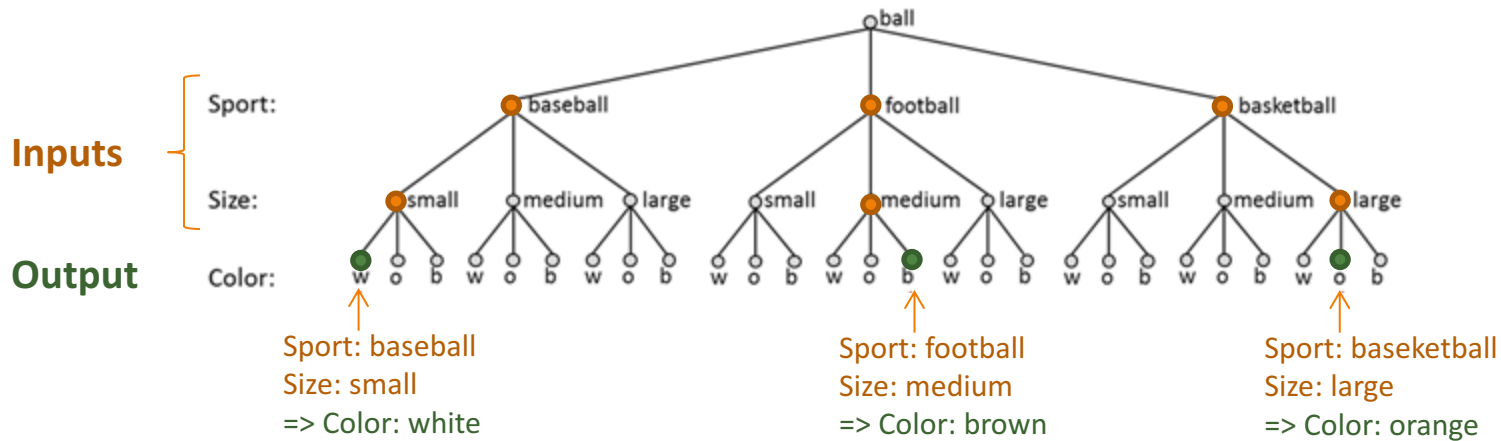 ball
Sport: baseball football basketball
Inputs
Size: small medium large small medium large small medium large
Output
Color: w o b w o b w o b w o b w o b w o b w o b w o b w o b
Sport: baseball
Size: small
=> Color: white
Sport: football
Size: medium
=> Color: brown
Sport: baseketball
Size: large
=> Color: orange